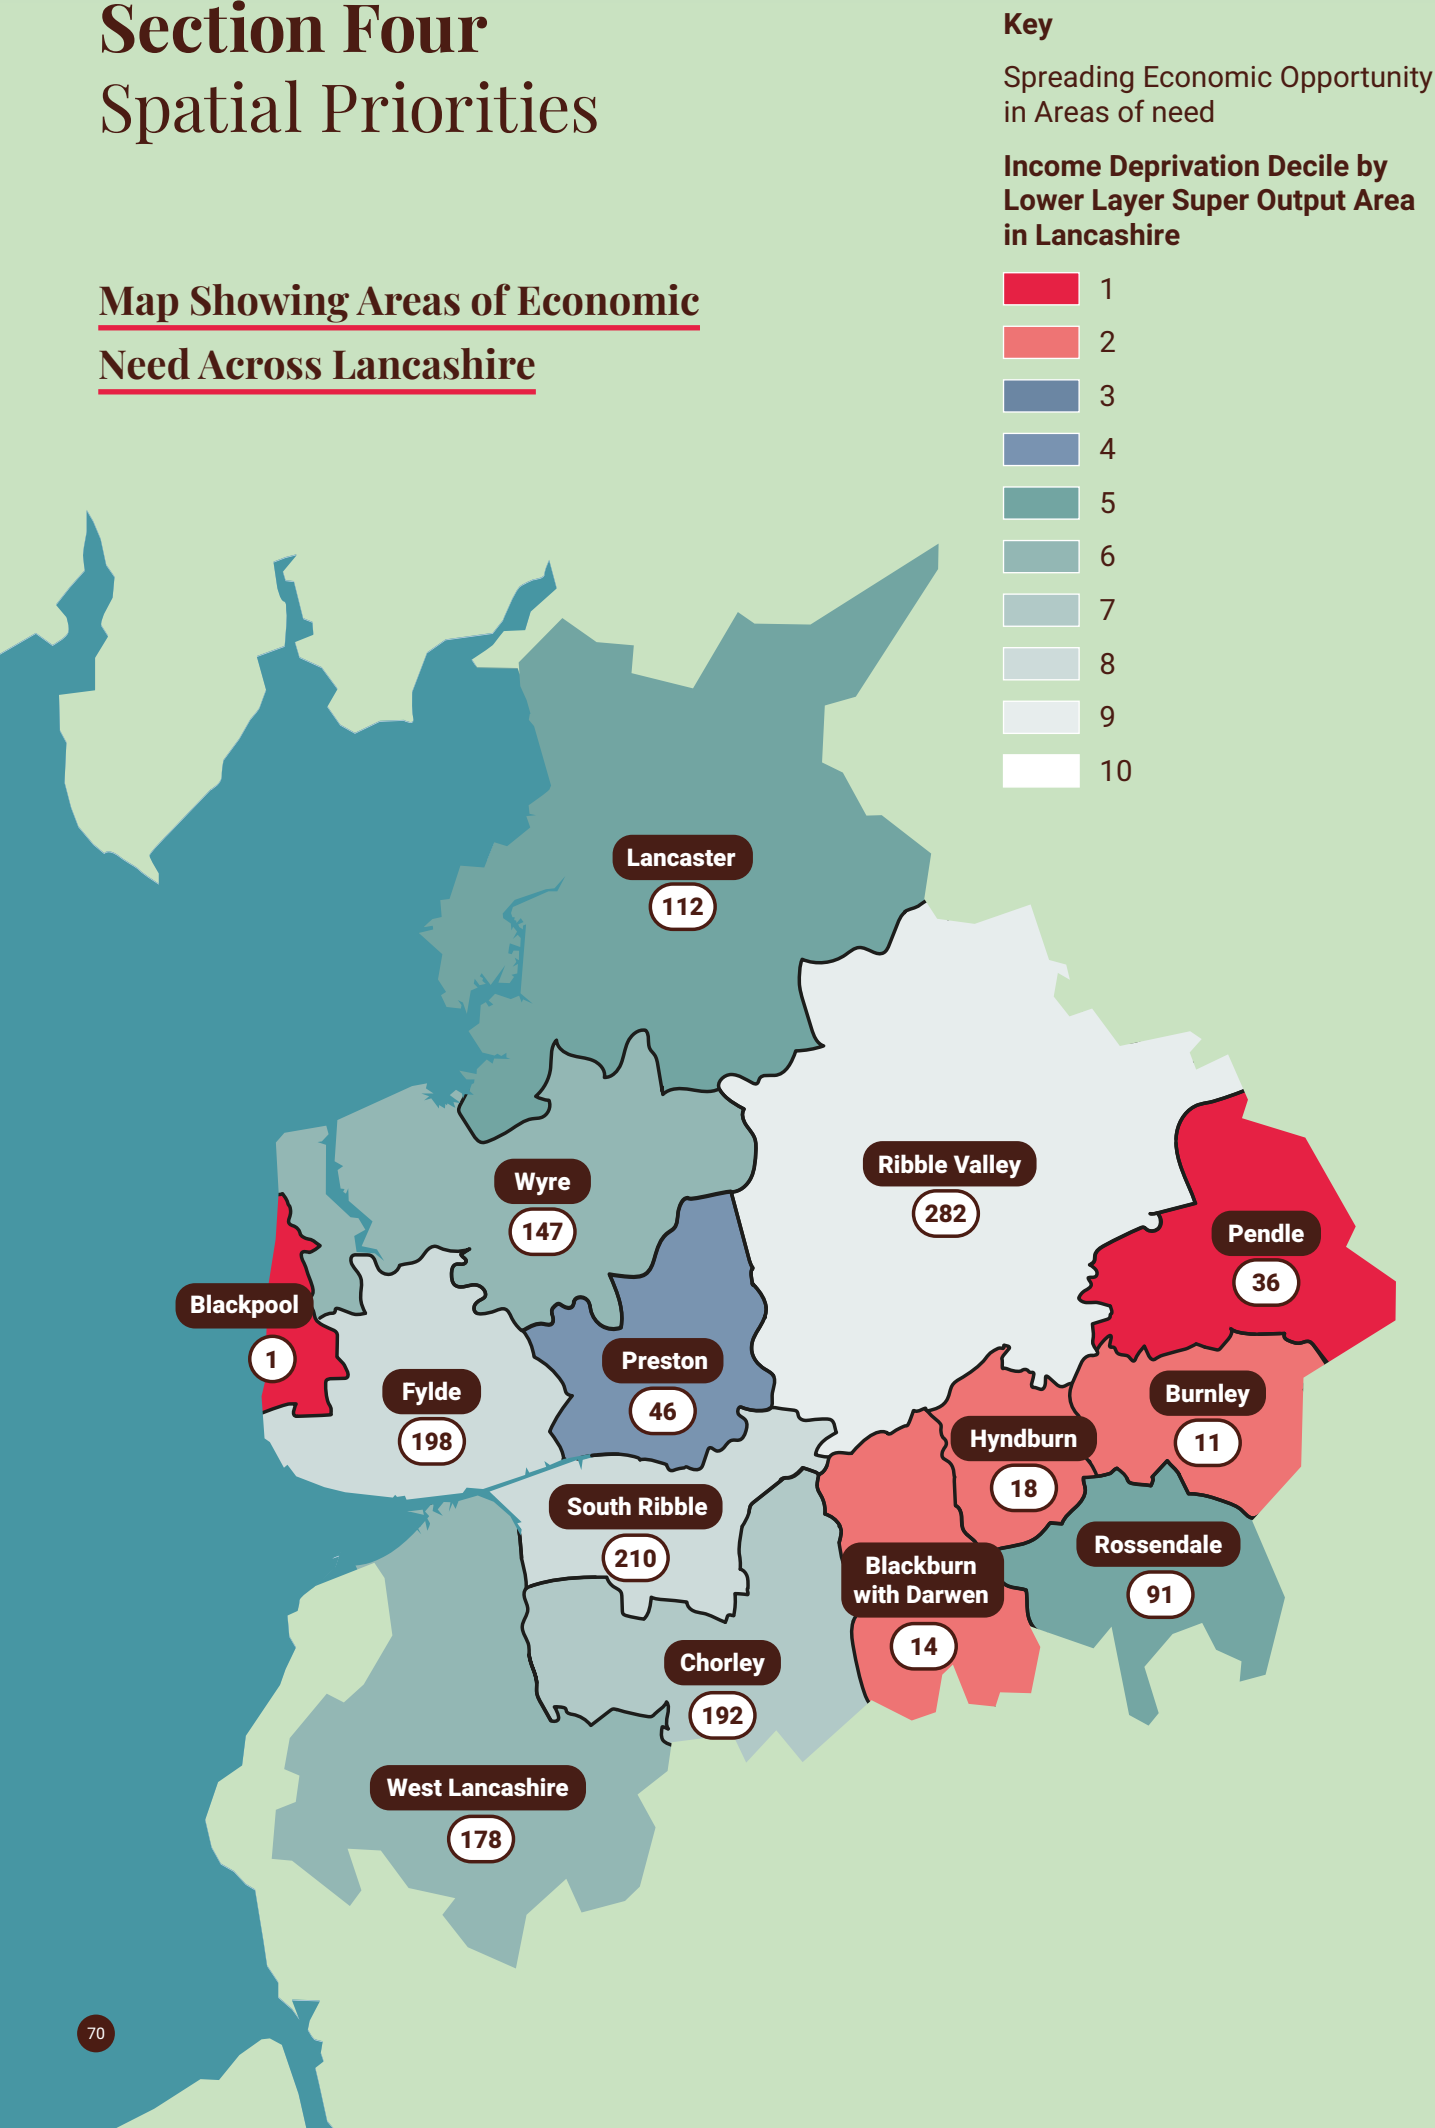 Section Four
Spatial Priorities
Map Showing Areas of Economic
Need Across Lancashire
Key
Spreading Economic Opportunity
in Areas of need
Income Deprivation Decile by
Lower Layer Super Output Area
in Lancashire
1
2
3
4
5
6
7
8
9
10
Lancaster
112
Ribble Valley
282
Wyre
147
Pendle
36
Blackpool
1
Preston
46
Fylde
198
Burnley
11
Hyndburn
18
South Ribble
210
Rossendale
91
Blackburn
with Darwen
14
Chorley
192
West Lancashire
178
70